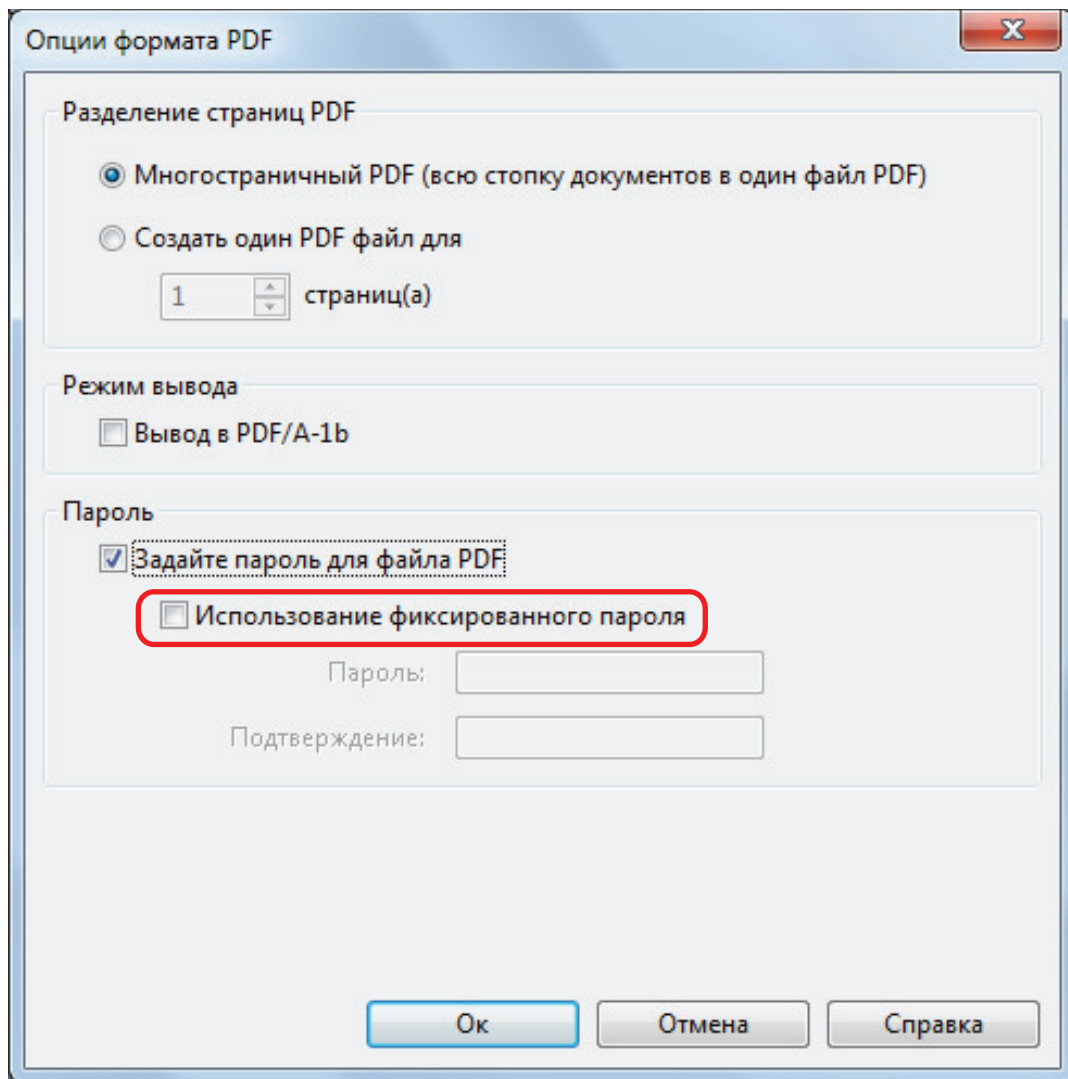 Опции формата PDF
Разделение страниц PDF
Многостраничный PDF (всю стопку документов в один файл PDF)
Создать один PDF файл для
1 страниц(а)
Режим вывода
Вывод в PDF/A-1b
Пароль
Задайте пароль для файла PDF
Использование фиксированного пароля
Пароль:
Подтверждение:
Ок Отмена Справка